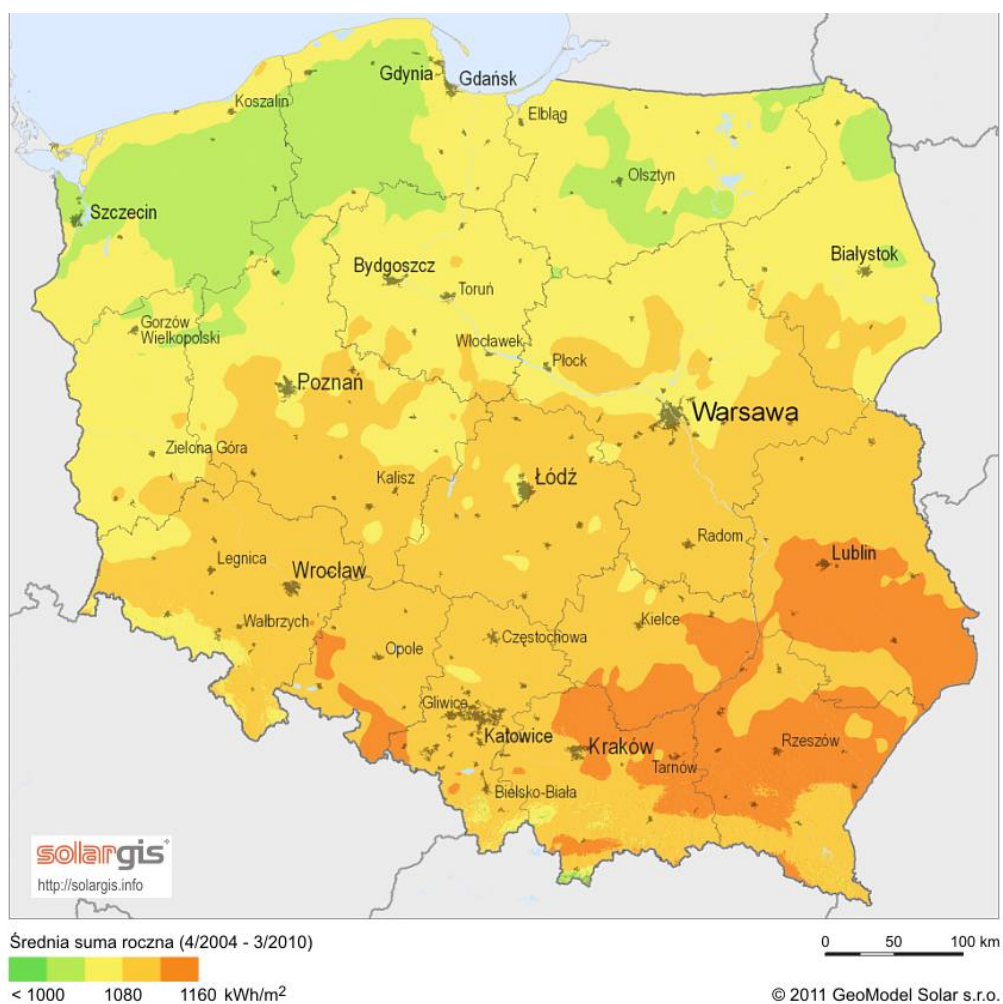 Gdynia
Gdańsk
Koszalin
Elbląg
Olsztyn
Szczecin
Białystok
Bydgoszcz
Toruń
Gorzów
Wielkopolski
Włocławek
Płock
Poznań
Warsawa
Zielona Góra
Kalisz
Łódź
Radom
Legnica
Wrocław
Lublin
Wałbrzych
Kielce
Opole
Częstochowa
Gliwice
Katowice
Kraków
Rzeszów
Tarnów
Bielsko-Biała
solargis
http://solargis.info
Średnia suma roczna (4/2004 - 3/2010)
0 50 100 km
< 1000 1080 1160 kWh/m²
© 2011 GeoModel Solar s.r.o.